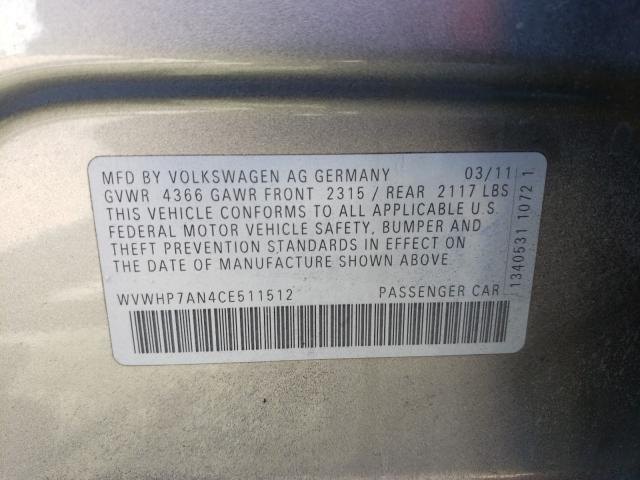 MFD BY VOLKSWAGEN AG GERMANY 03/11
GVWR 4366 GAWR FRONT 2315 / REAR 2117 LBS
THIS VEHICLE CONFORMS TO ALL APPLICABLE U.S
FEDERAL MOTOR VEHICLE SAFETY, BUMPER AND
THEFT PREVENTION STANDARDS IN EFFECT ON
THE DATE OF MANUFACTURE SHOWN ABOVE
WVWHP7AN4CE511512 PASSENGER CAR
1340531 1072 1